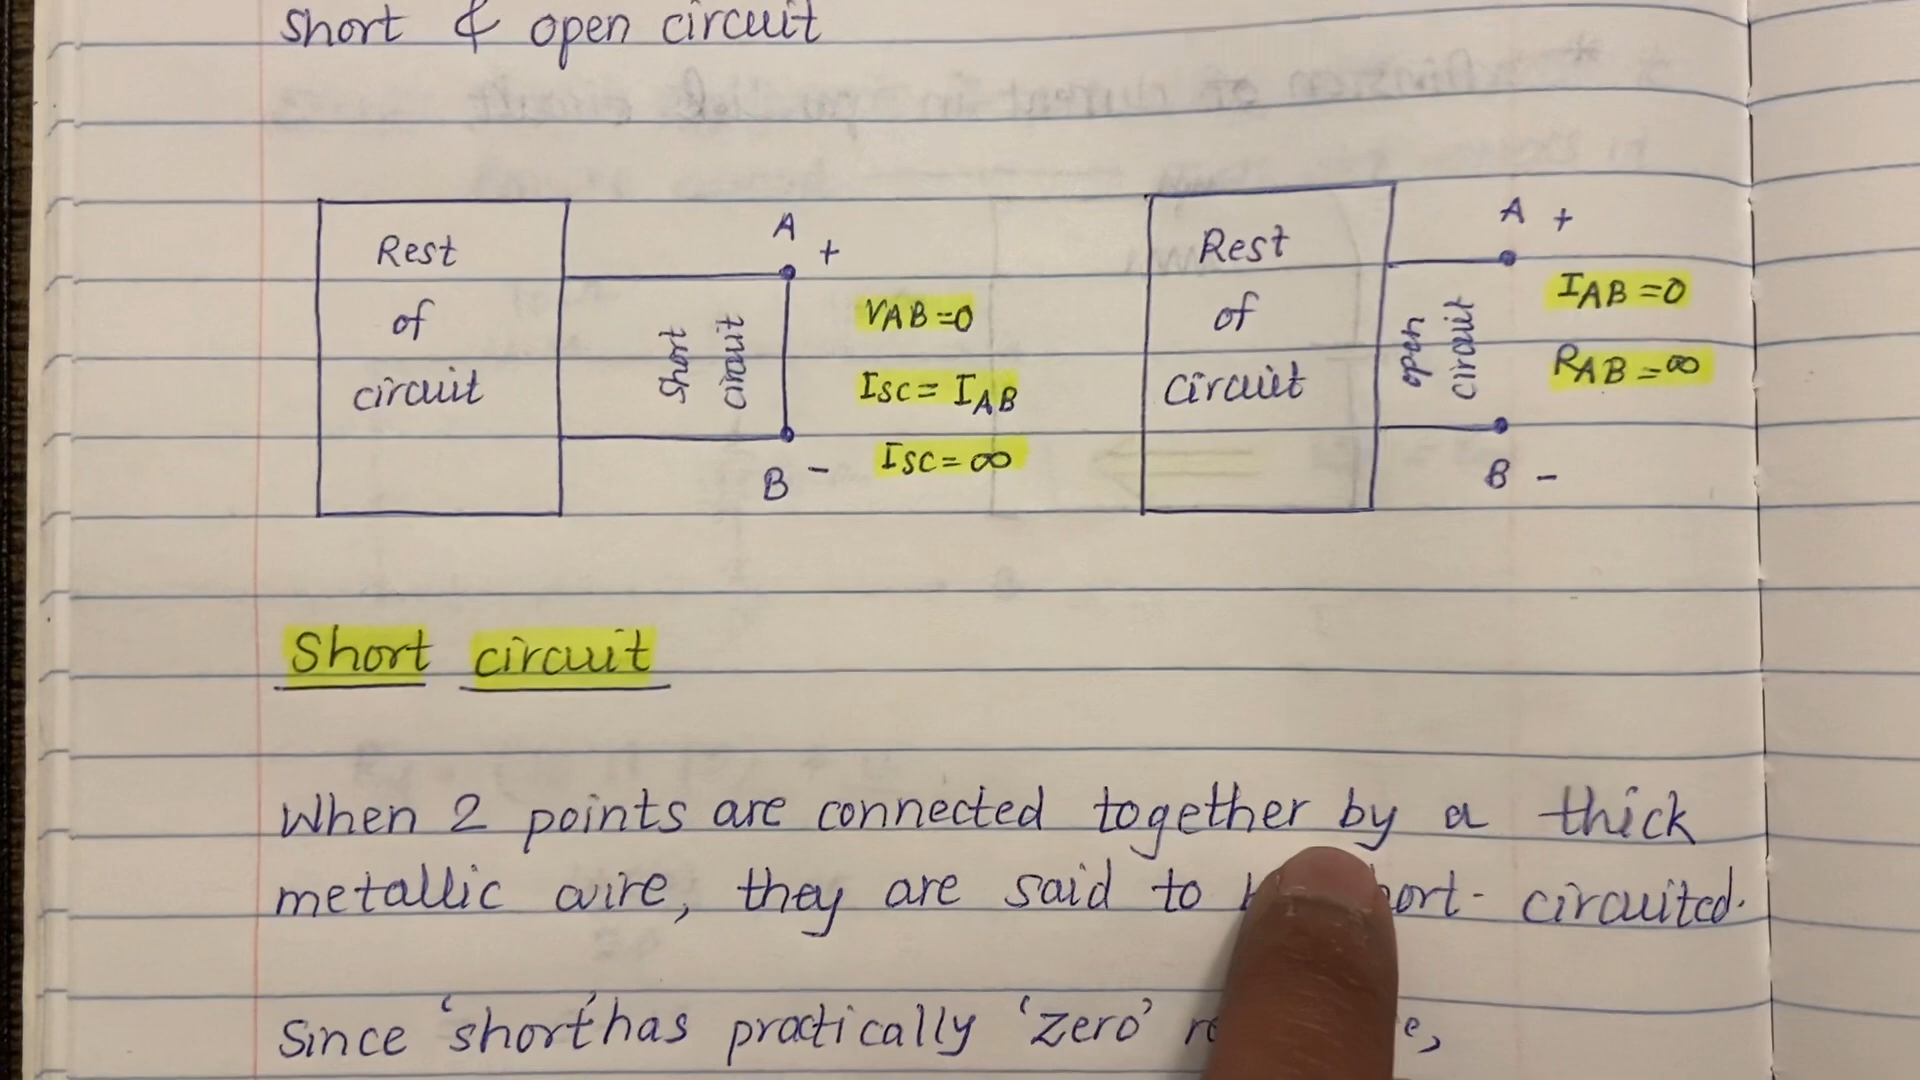 Short & open circuit
Rest
of
circuit
Short
circuit
A
+
B -
VAB=0
ISC= IAB
ISC=∞
Rest
of
circuit
open
circuit
A +
B -
IAB=0
RAB=∞
Short circuit
When 2 points are connected together by a thick
metallic wire, they are said to circuited.
Since 'short' has practically 'zero'